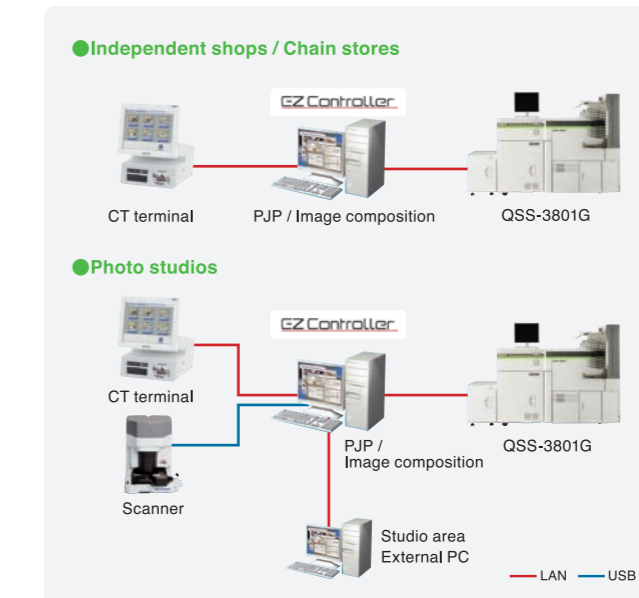 Independent shops / Chain stores
EZ Controller
CT terminal
PJP / Image composition
QSS-3801G
Photo studios
EZ Controller
CT terminal
PJP /
Image composition
QSS-3801G
Scanner
Studio area
External PC
LAN
USB